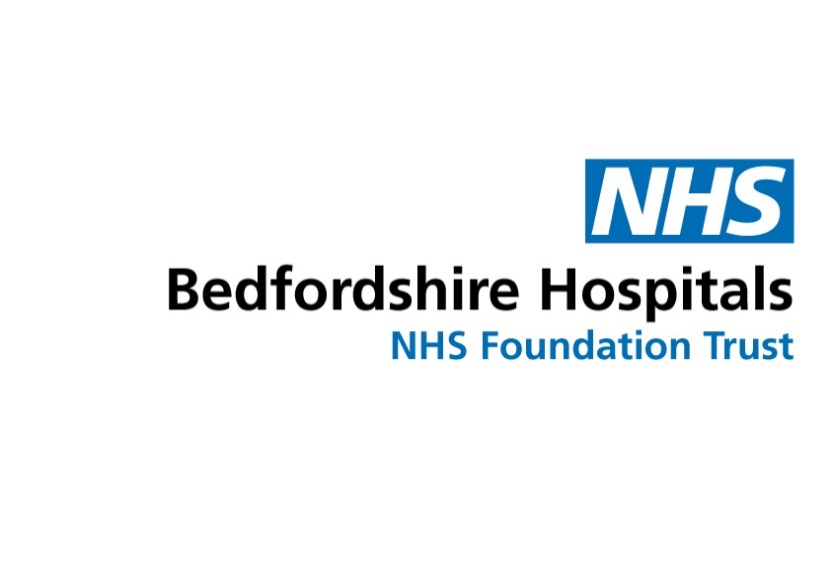 NHS
Bedfordshire Hospitals
NHS Foundation Trust